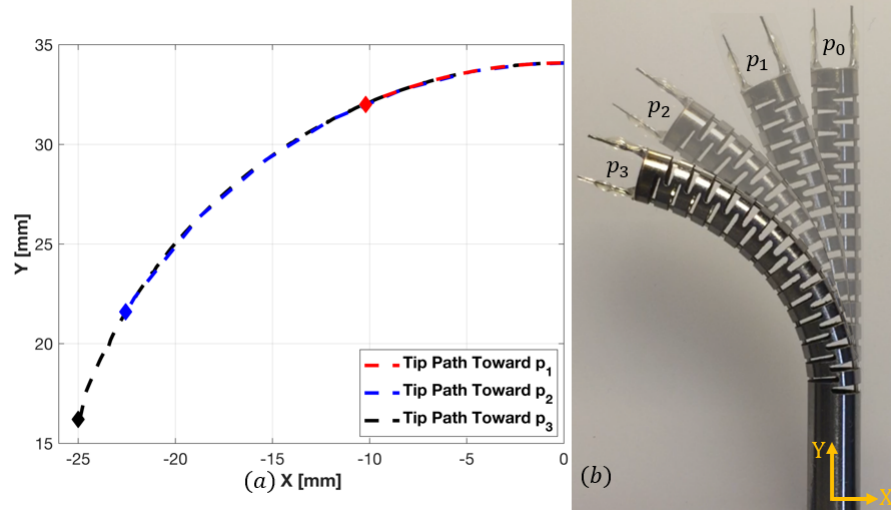 35
30
25
20
15
Y [mm]
-25
-20
-15
-10
-5
0
(a) X [mm]
Tip Path Toward p1
Tip Path Toward p2
Tip Path Toward p3
p0
p1
p2
p3
(b)
Y
X